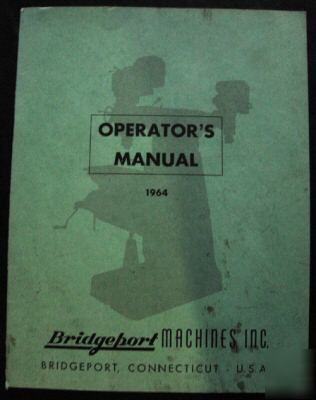 OPERATOR'S
MANUAL
1964
Bridgeport MACHINES INC.
BRIDGEPORT, CONNECTICUT - U.S.A